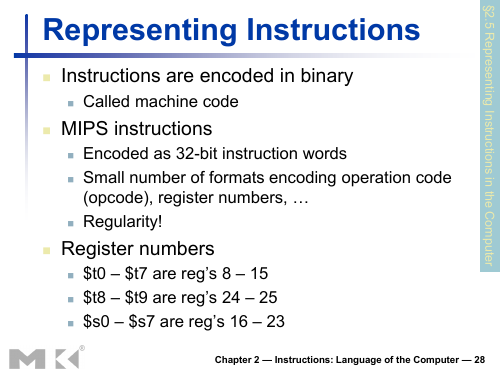 Representing Instructions
§2.5 Representing Instructions in the Computer
Instructions are encoded in binary
Called machine code
MIPS instructions
Encoded as 32-bit instruction words
Small number of formats encoding operation code
(opcode), register numbers, …
Regularity!
Register numbers
$t0 – $t7 are reg’s 8 – 15
$t8 – $t9 are reg’s 24 – 25
$s0 – $s7 are reg’s 16 – 23
MK®
Chapter 2 — Instructions: Language of the Computer — 28